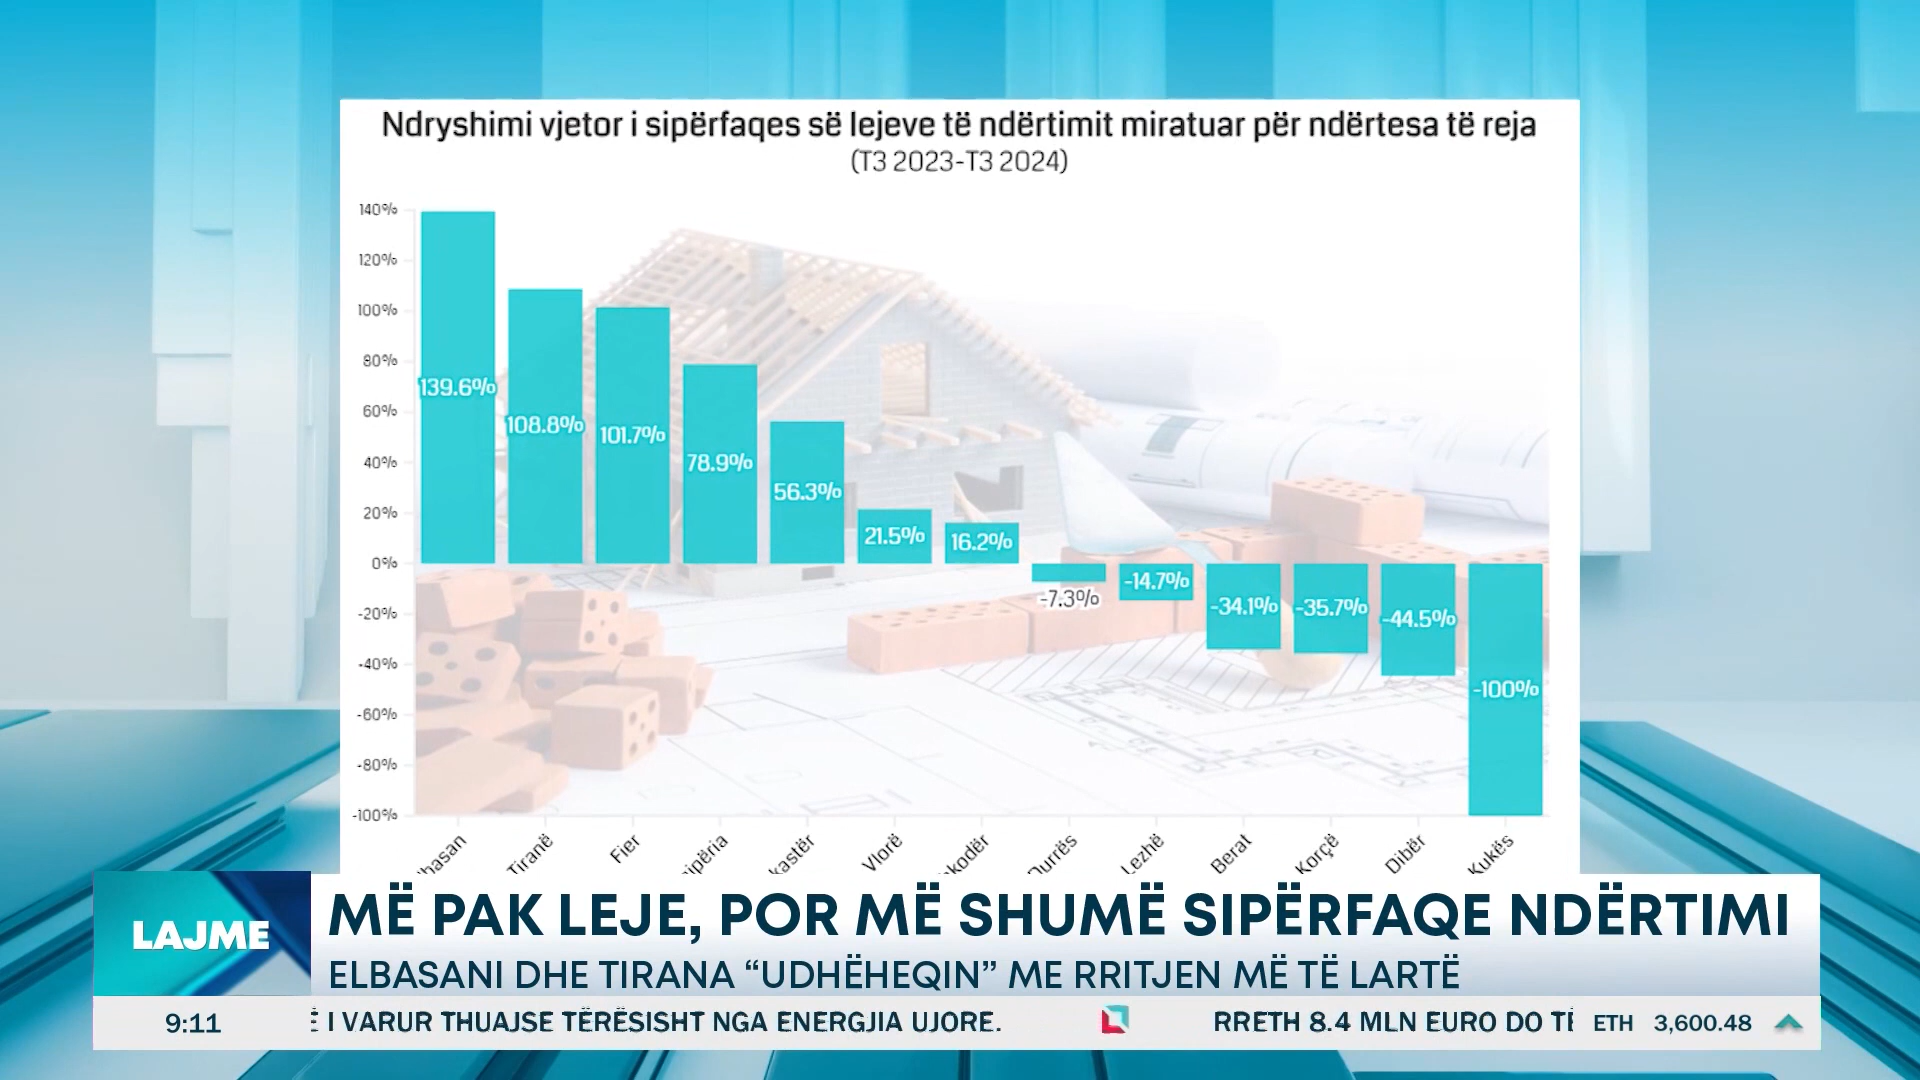 Ndryshimi vjetor i sipërfaqes së lejeve të ndërtimit miratuar për ndërtesa të reja
(T3 2023-T3 2024)
140%
120%
100%
80%
60%
40%
20%
0%
-20%
-40%
-60%
-80%
-100%
139.6%
108.8%
101.7%
78.9%
56.3%
21.5%
16.2%
-7.3%
-14.7%
-34.1%
-35.7%
-44.5%
-100%
Tiranë
Fier
Vlorë
Durrës
Lezhë
Berat
Korçë
Dibër
Kukës
LAJME
MË PAK LEJE, POR MË SHUMË SIPËRFAQE NDËRTIMI
ELBASANI DHE TIRANA “UDHËHEQIN” ME RRITJEN MË TË LARTË
9:11
I VARUR THUAJSE TËRËSISHT NGA ENERGJIA UJORE.
RRETH 8.4 MLN EURO DO
ETH 3,600.48